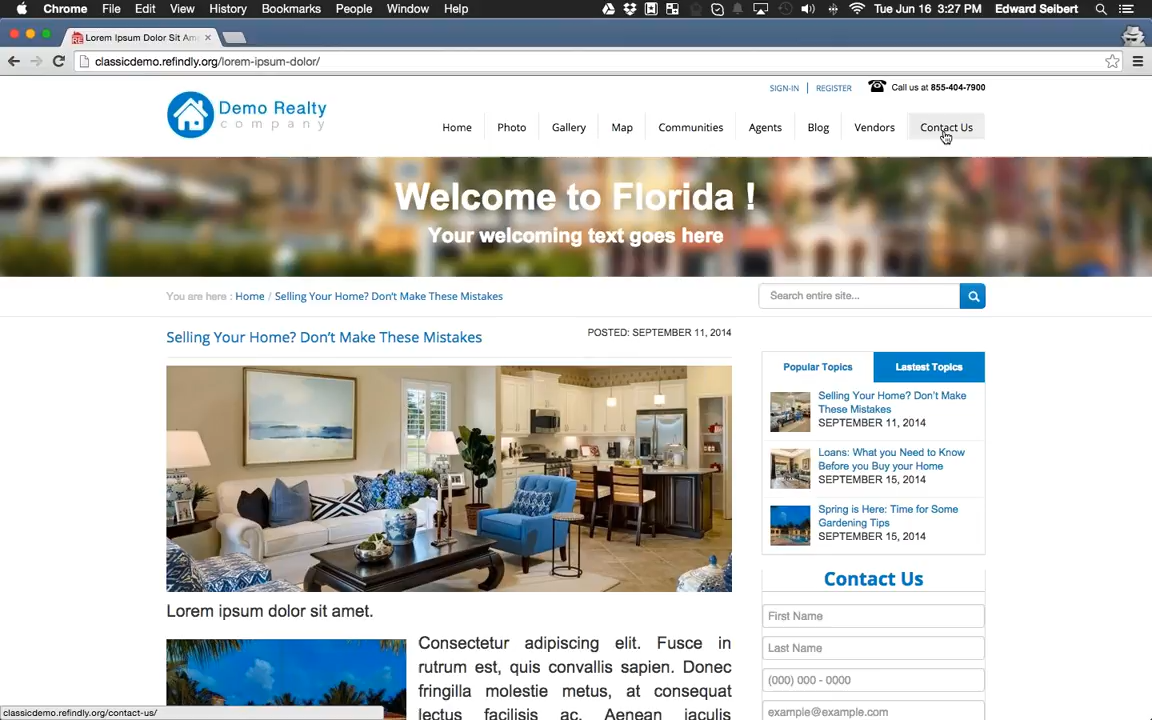 Chrome File Edit View History Bookmarks People Window Help Tue Jun 16 3:27 PM Edward Seibert
Lorem Ipsum Dolor Sit Am
classicdemo.refindly.org/lorem-ipsum-dolor/
SIGN-IN | REGISTER Call us at 855-404-7900
Demo Realty
company
Home Photo Gallery Map Communities Agents Blog Vendors Contact Us
Welcome to Florida !
Your welcoming text goes here
You are here : Home / Selling Your Home? Don't Make These Mistakes
Search entire site...
Selling Your Home? Don't Make These Mistakes
POSTED: SEPTEMBER 11, 2014
Popular Topics Lastest Topics
Selling Your Home? Don't Make
These Mistakes
SEPTEMBER 11, 2014
Loans: What you Need to Know
Before you Buy your Home
SEPTEMBER 15, 2014
Spring is Here: Time for Some
Gardening Tips
SEPTEMBER 15, 2014
Contact Us
First Name
Last Name
(000) 000 - 0000
example@example.com
Lorem ipsum dolor sit amet.
Consectetur adipiscing elit. Fusce in
rutrum est, quis convallis sapien. Donec
fringilla molestie metus, at consequat
lectus facilisis ac. Aenean iaculis
classicdemo.refindly.org/contact-us/